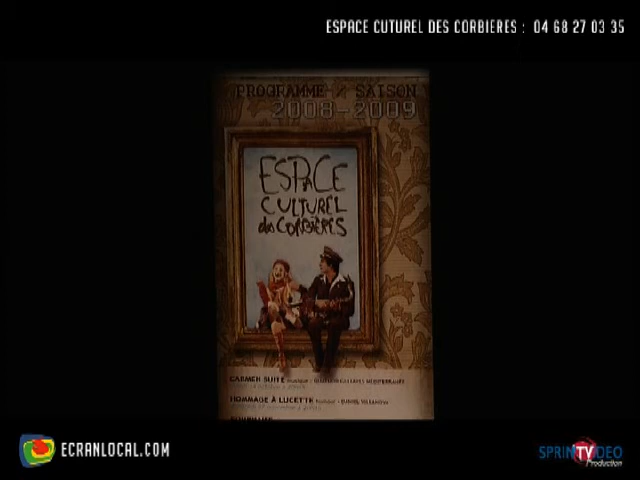 ESPACE CUTUREL DES CORBIERES : 04 68 27 03 35
PROGRAMME SAISON
2008-2009
ESPACE
CULTUREL
des CORBIÈRES
CARMEN SUITE
HOMMAGE À LUCETTE
ECRANLOCAL.COM
SPRINTVIDEO
Production